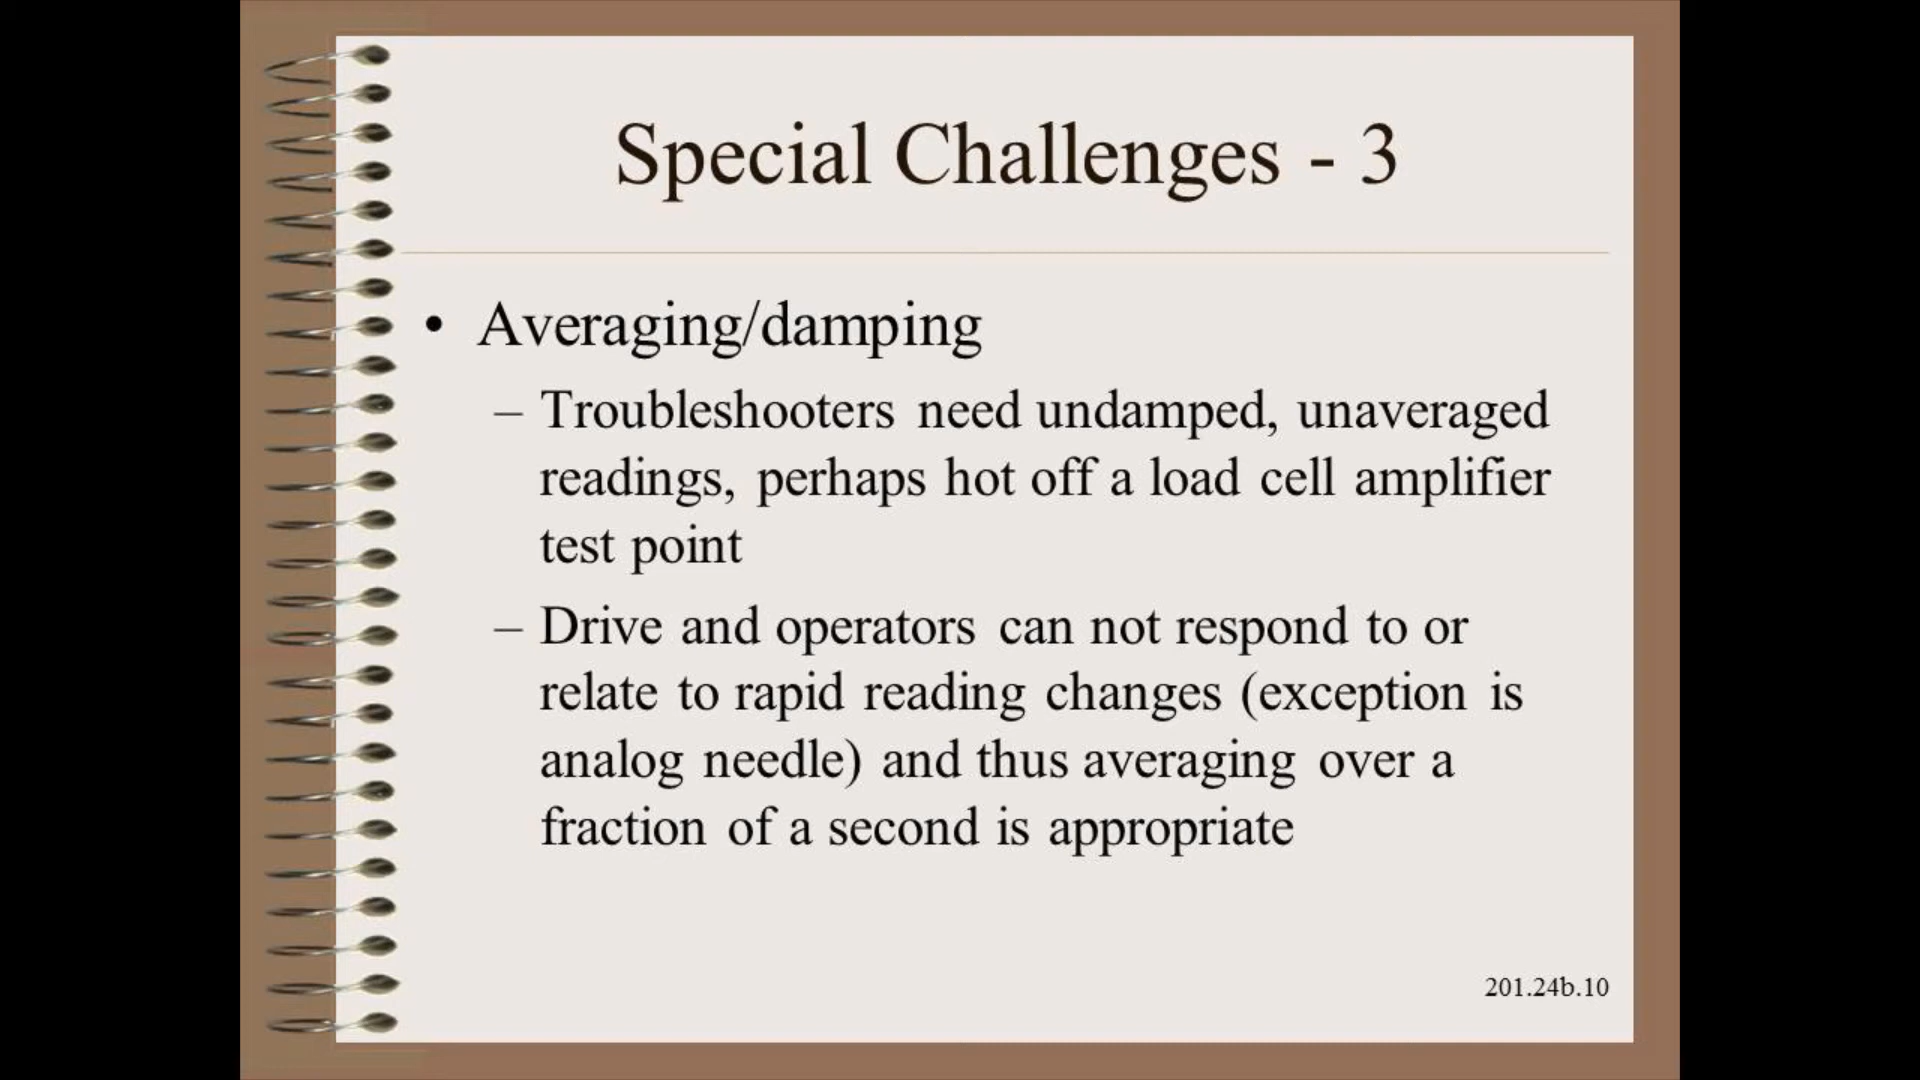 Special Challenges - 3
• Averaging/damping
– Troubleshooters need undamped, unaveraged
readings, perhaps hot off a load cell amplifier
test point
– Drive and operators can not respond to or
relate to rapid reading changes (exception is
analog needle) and thus averaging over a
fraction of a second is appropriate
201.24b.10